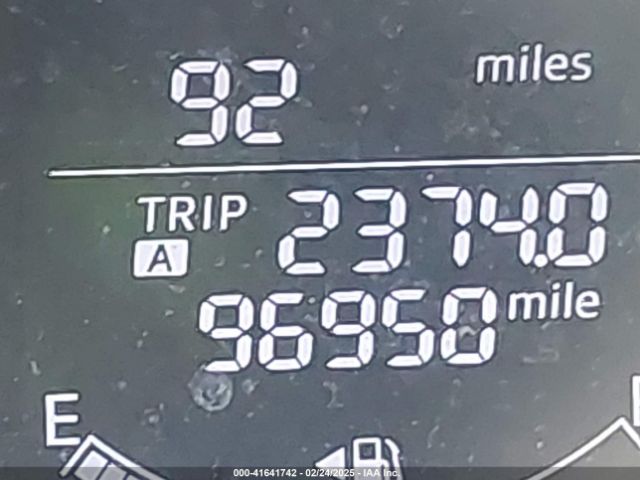 92 miles
TRIP A 2374.0
96950 mile
E
000-41641742 - 02/24/2025 - IAA Inc.